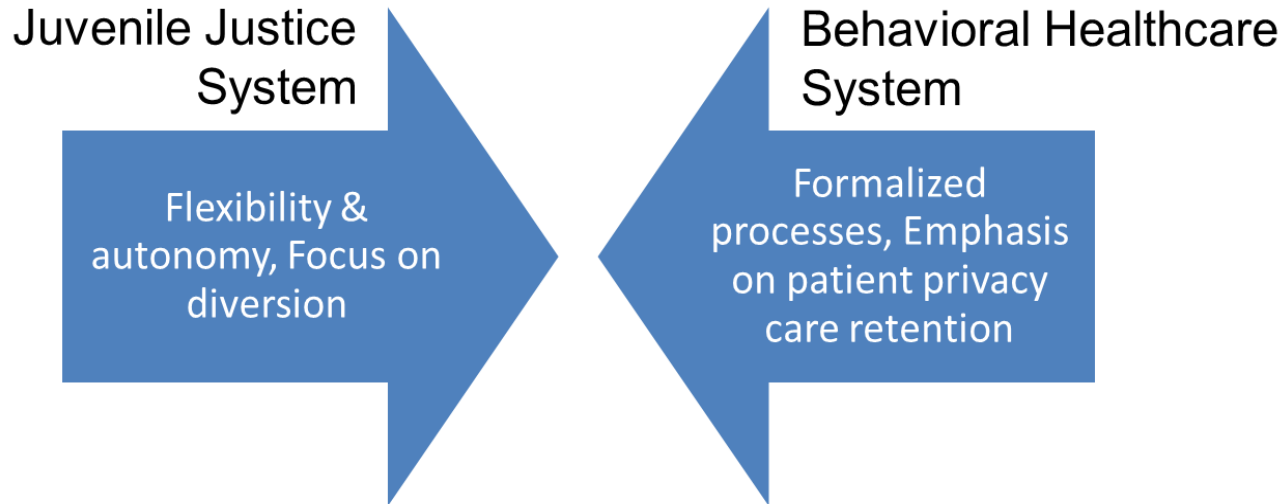 Juvenile Justice
System
Flexibility &
autonomy, Focus on
diversion
Behavioral Healthcare
System
Formalized
processes, Emphasis
on patient privacy
care retention